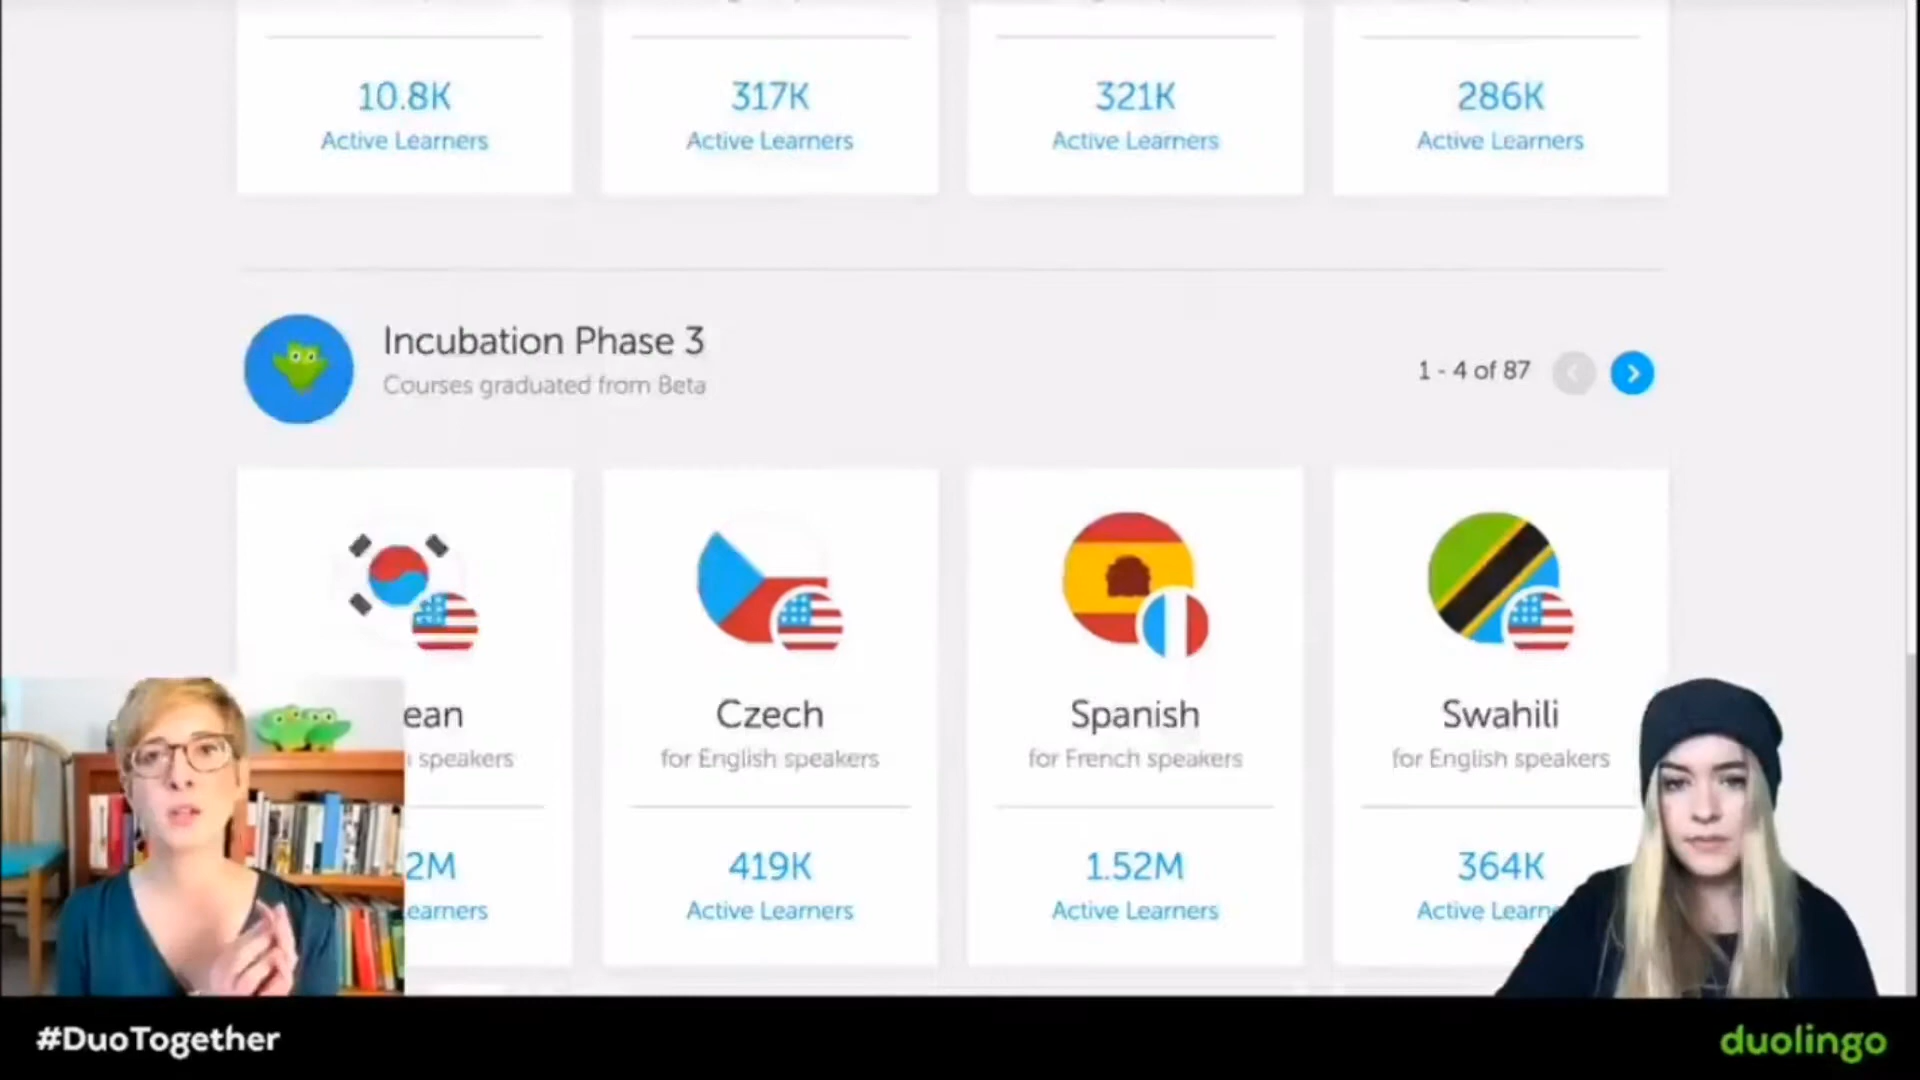 10.8K
Active Learners
317K
Active Learners
321K
Active Learners
286K
Active Learners
Incubation Phase 3
Courses graduated from Beta
1 - 4 of 87
ean
speakers
2M
earners
Czech
for English speakers
419K
Active Learners
Spanish
for French speakers
1.52M
Active Learners
Swahili
for English speakers
364K
Active Learn
#DuoTogether
duolingo